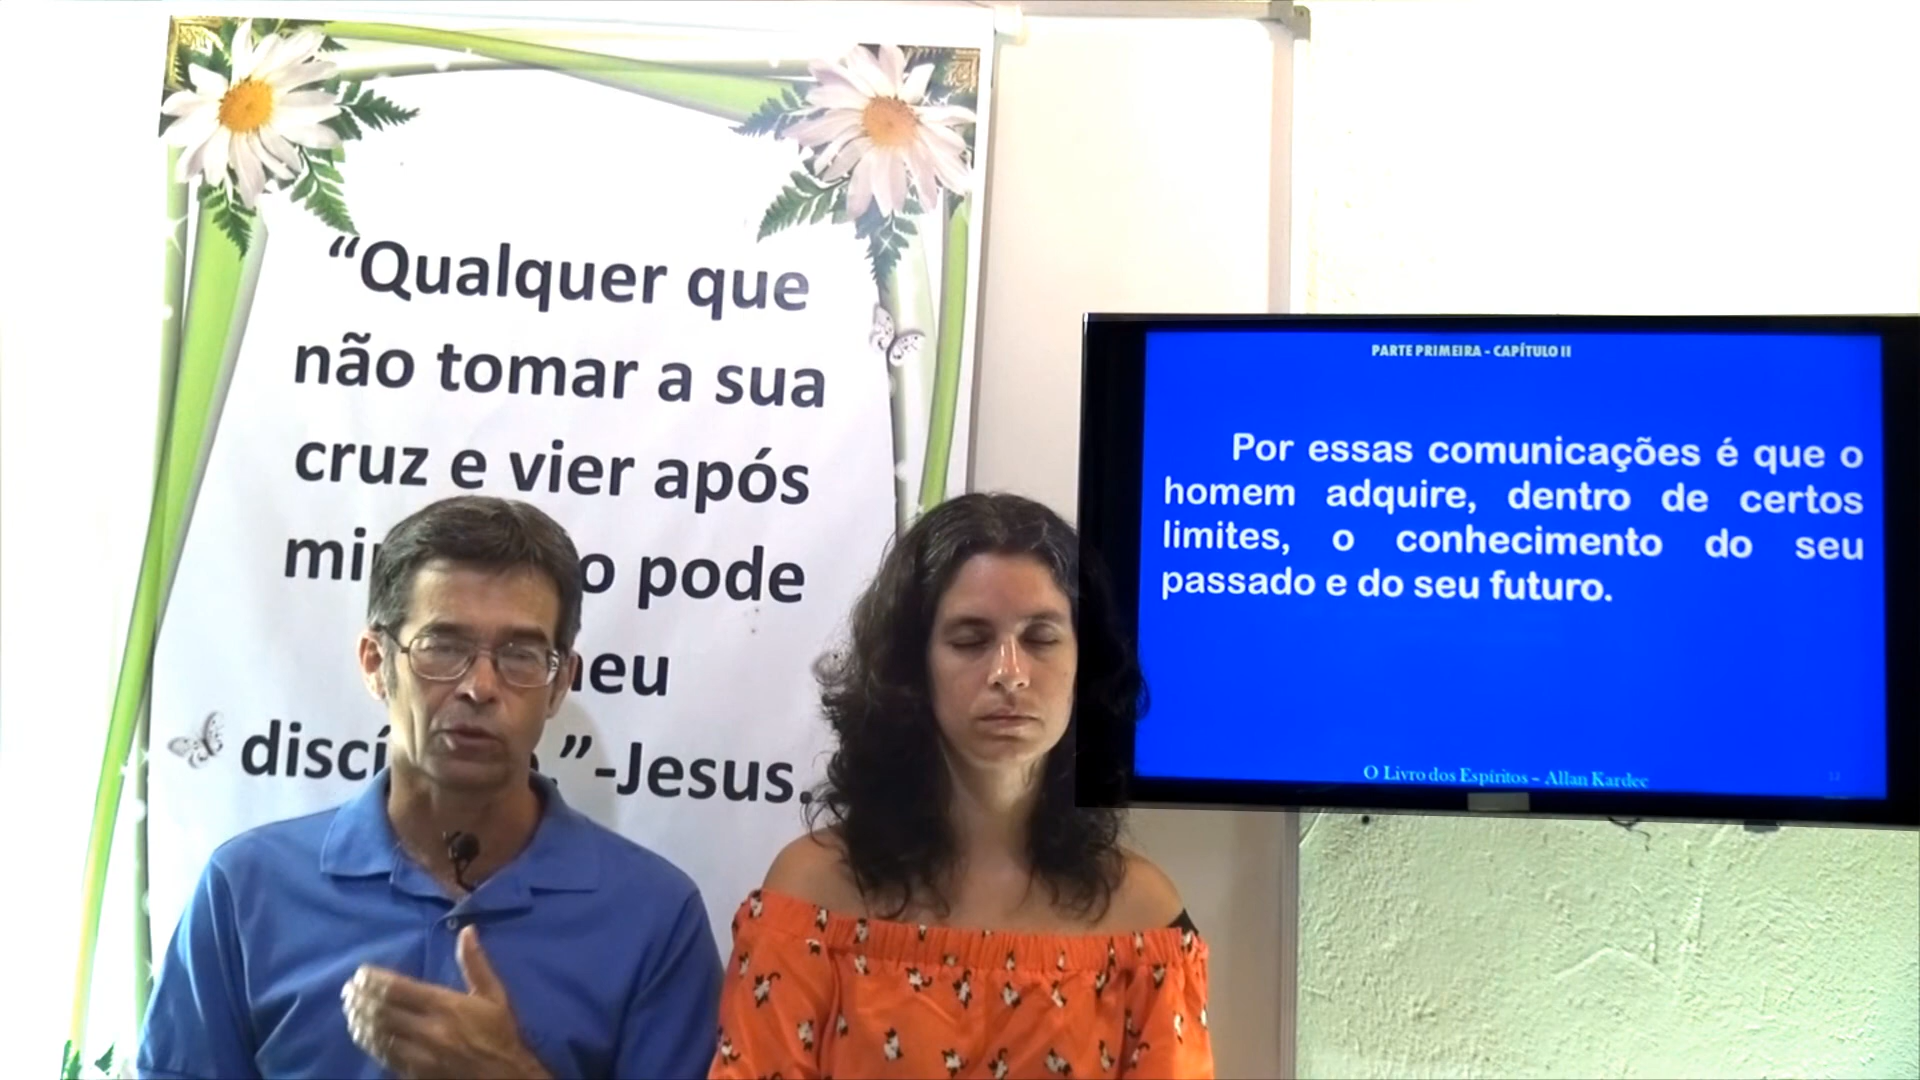 “Qualquer que
não tomar a sua
cruz e vier após
pode
discí .”-Jesus.
PARTE PRIMEIRA - CAPÍTULO II
Por essas comunicações é que o
homem adquire, dentro de certos
limites, o conhecimento do seu
passado e do seu futuro.
O Livro dos Espíritos – Allan Kardec